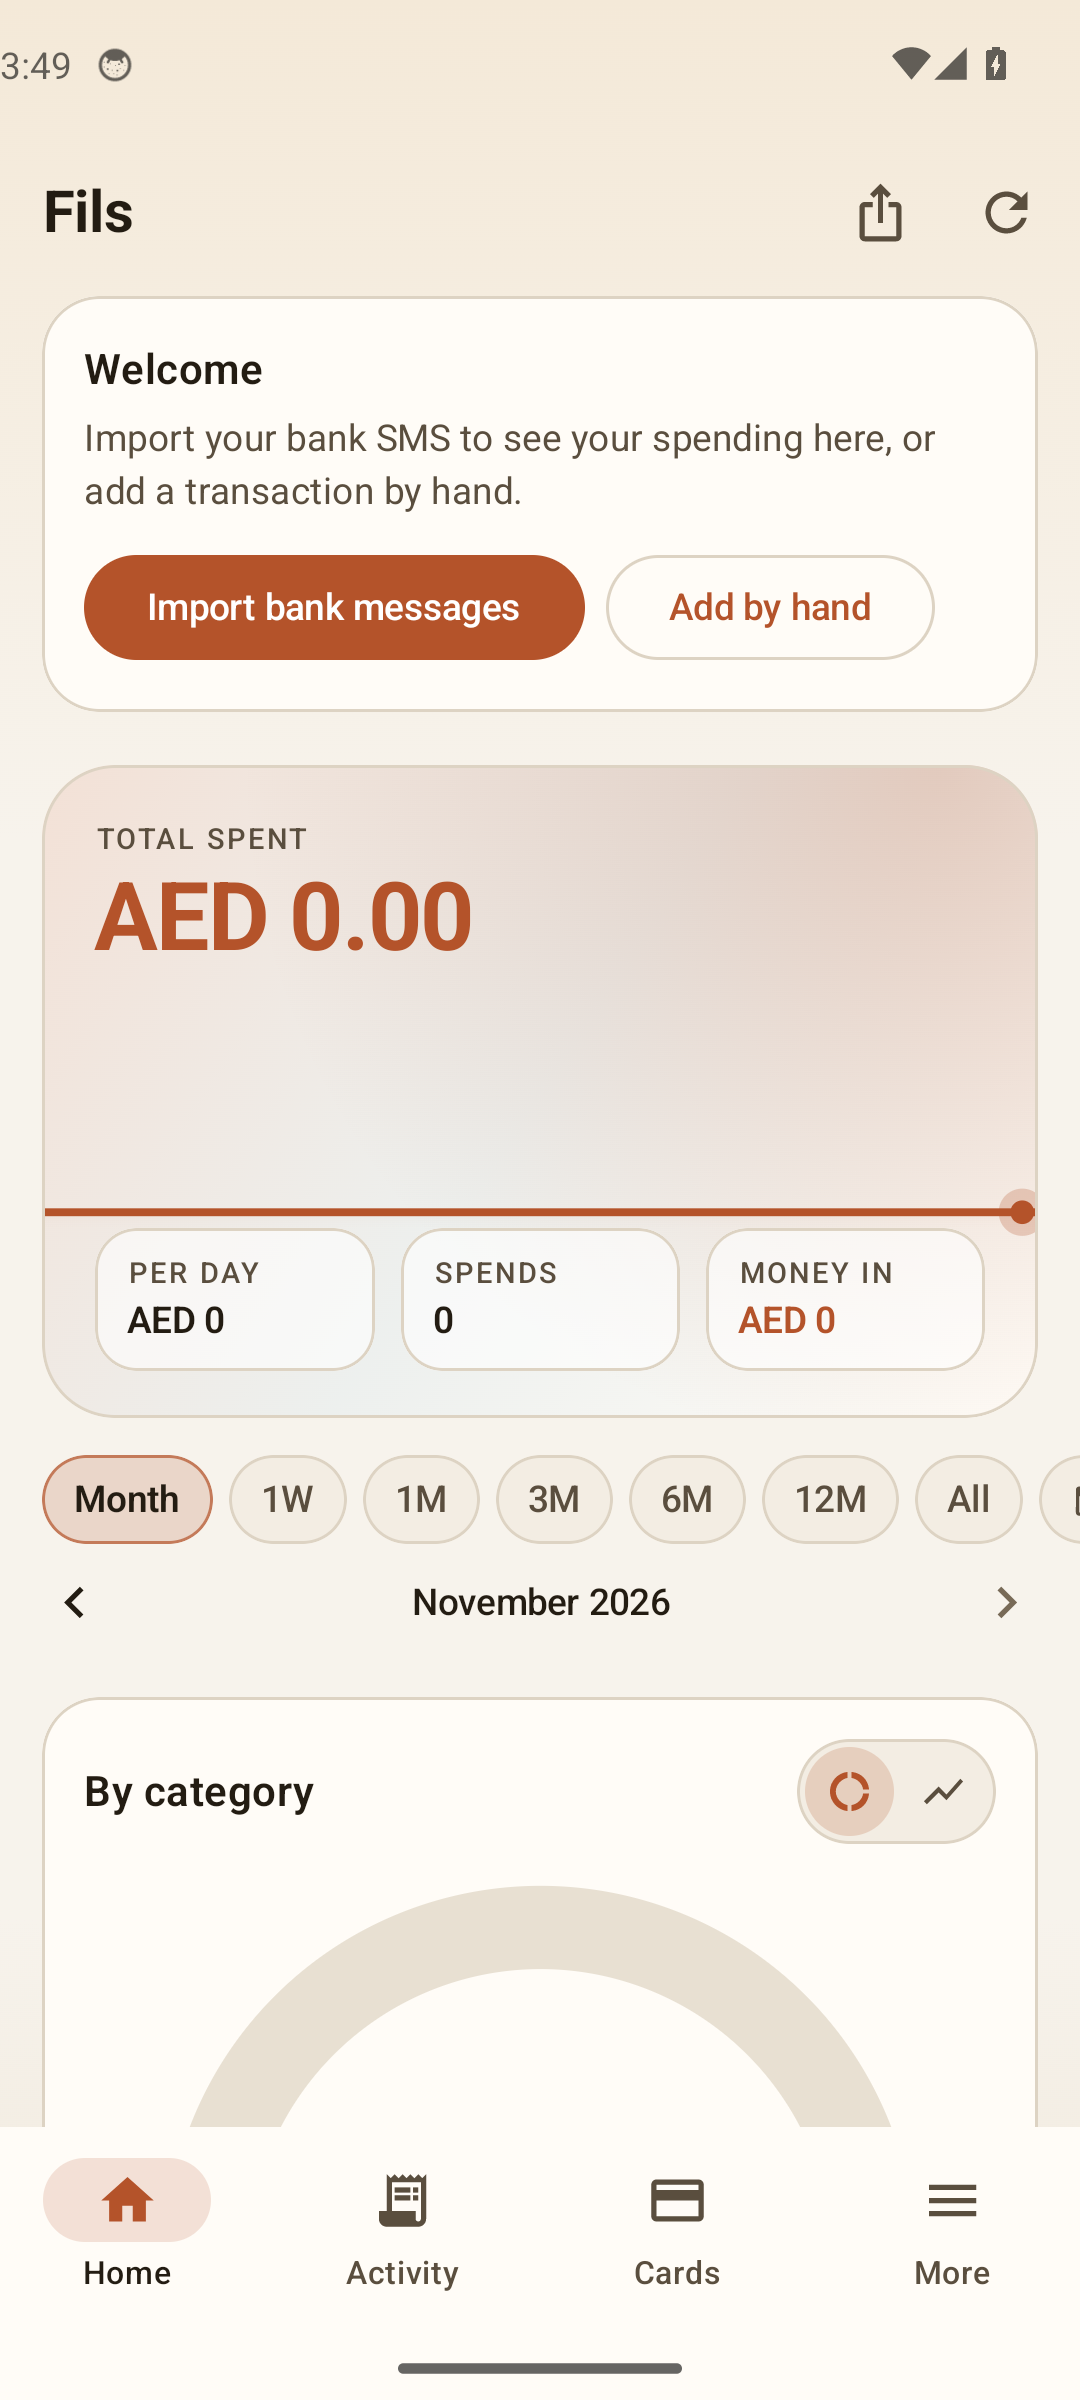 3:49
Fils
Welcome
Import your bank SMS to see your spending here, or
add a transaction by hand.
Import bank messages
Add by hand
TOTAL SPENT
AED 0.00
PER DAY
SPENDS
MONEY IN
AED 0
0
AED 0
Month
1W
1M
3M
6M
12M
All
November 2026
By category
Home
Activity
Cards
More